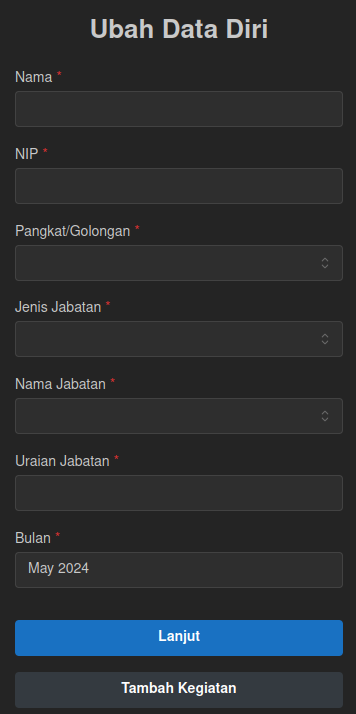 Ubah Data Diri
Nama *
NIP *
Pangkat/Golongan *
Jenis Jabatan *
Nama Jabatan *
Uraian Jabatan *
Bulan *
May 2024
Lanjut
Tambah Kegiatan